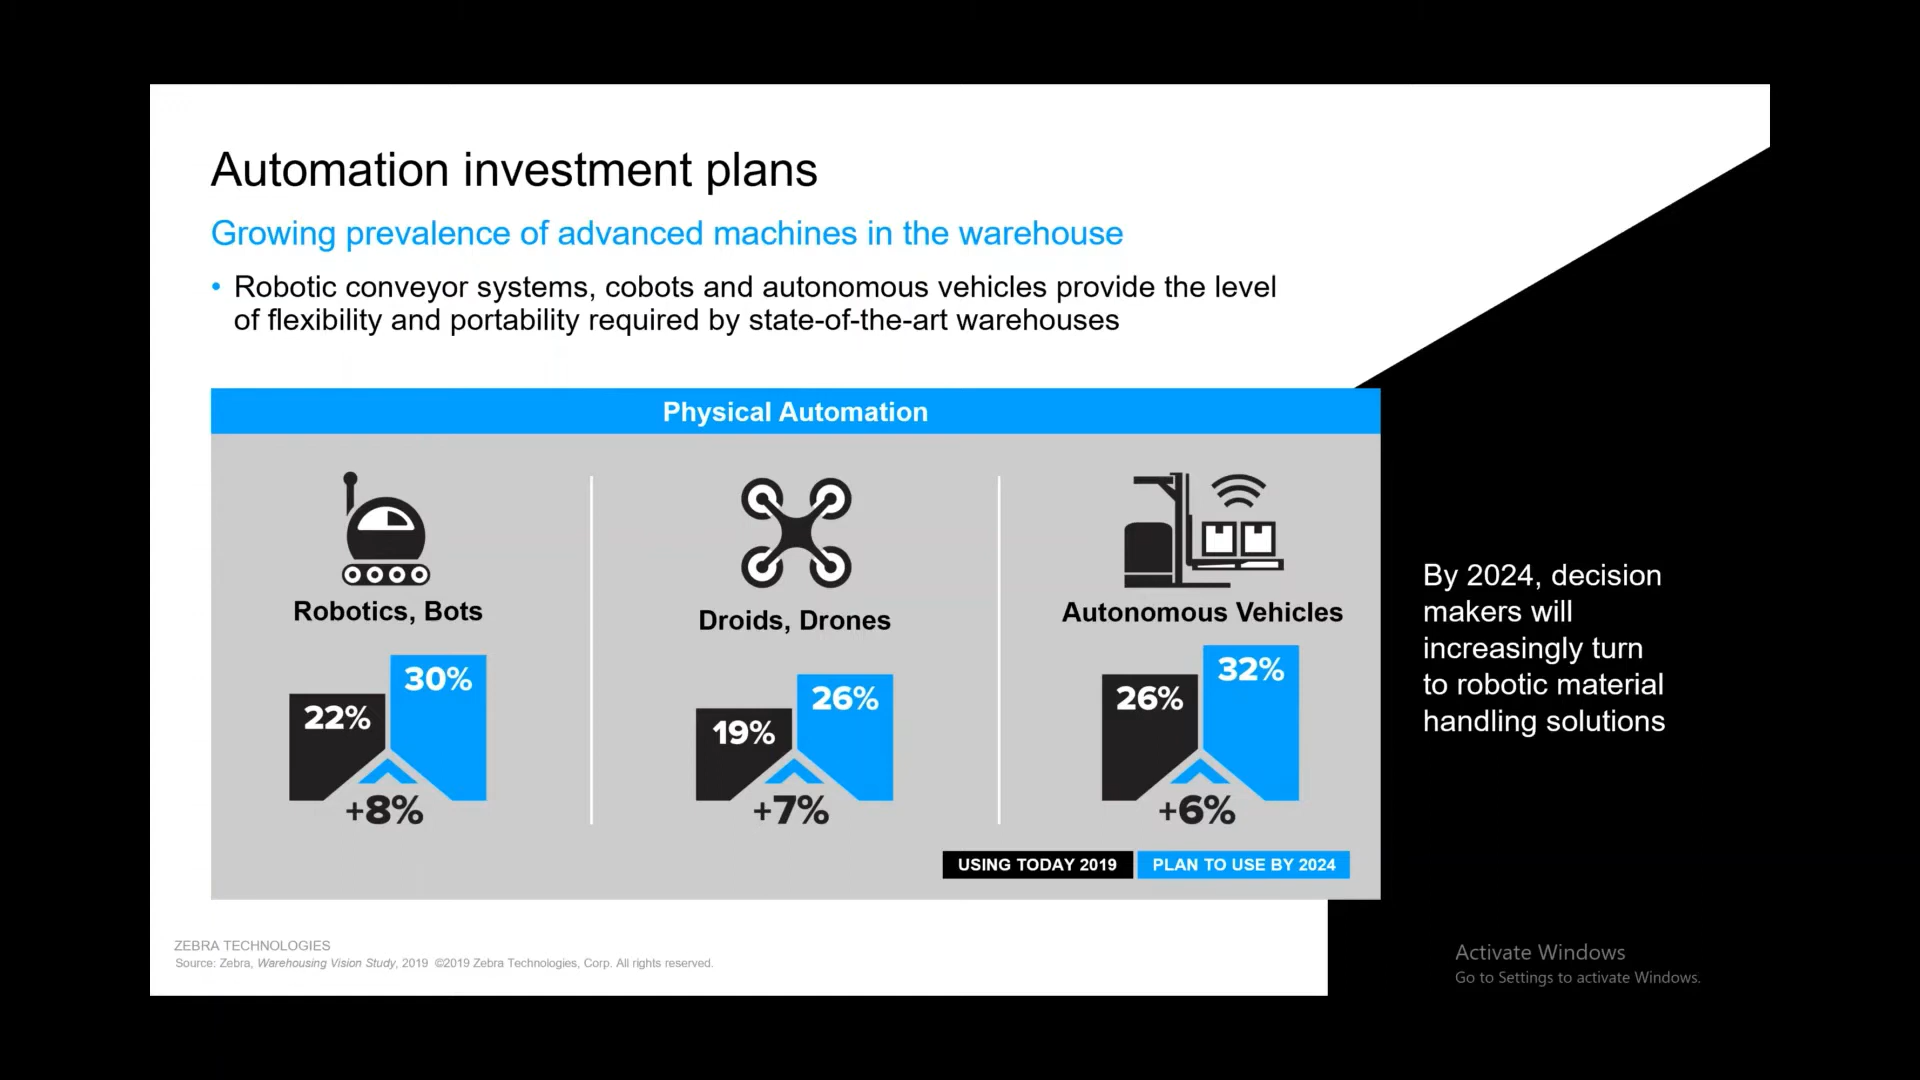 Automation investment plans
Growing prevalence of advanced machines in the warehouse
• Robotic conveyor systems, cobots and autonomous vehicles provide the level
of flexibility and portability required by state-of-the-art warehouses
Physical Automation
Robotics, Bots
22%
30%
+8%
Droids, Drones
19%
26%
+7%
Autonomous Vehicles
26%
32%
+6%
USING TODAY 2019
PLAN TO USE BY 2024
By 2024, decision
makers will
increasingly turn
to robotic material
handling solutions
ZEBRA TECHNOLOGIES
Source: Zebra, Warehousing Vision Study, 2019 ©2019 Zebra Technologies, Corp. All rights reserved.
Activate Windows
Go to Settings to activate Windows.